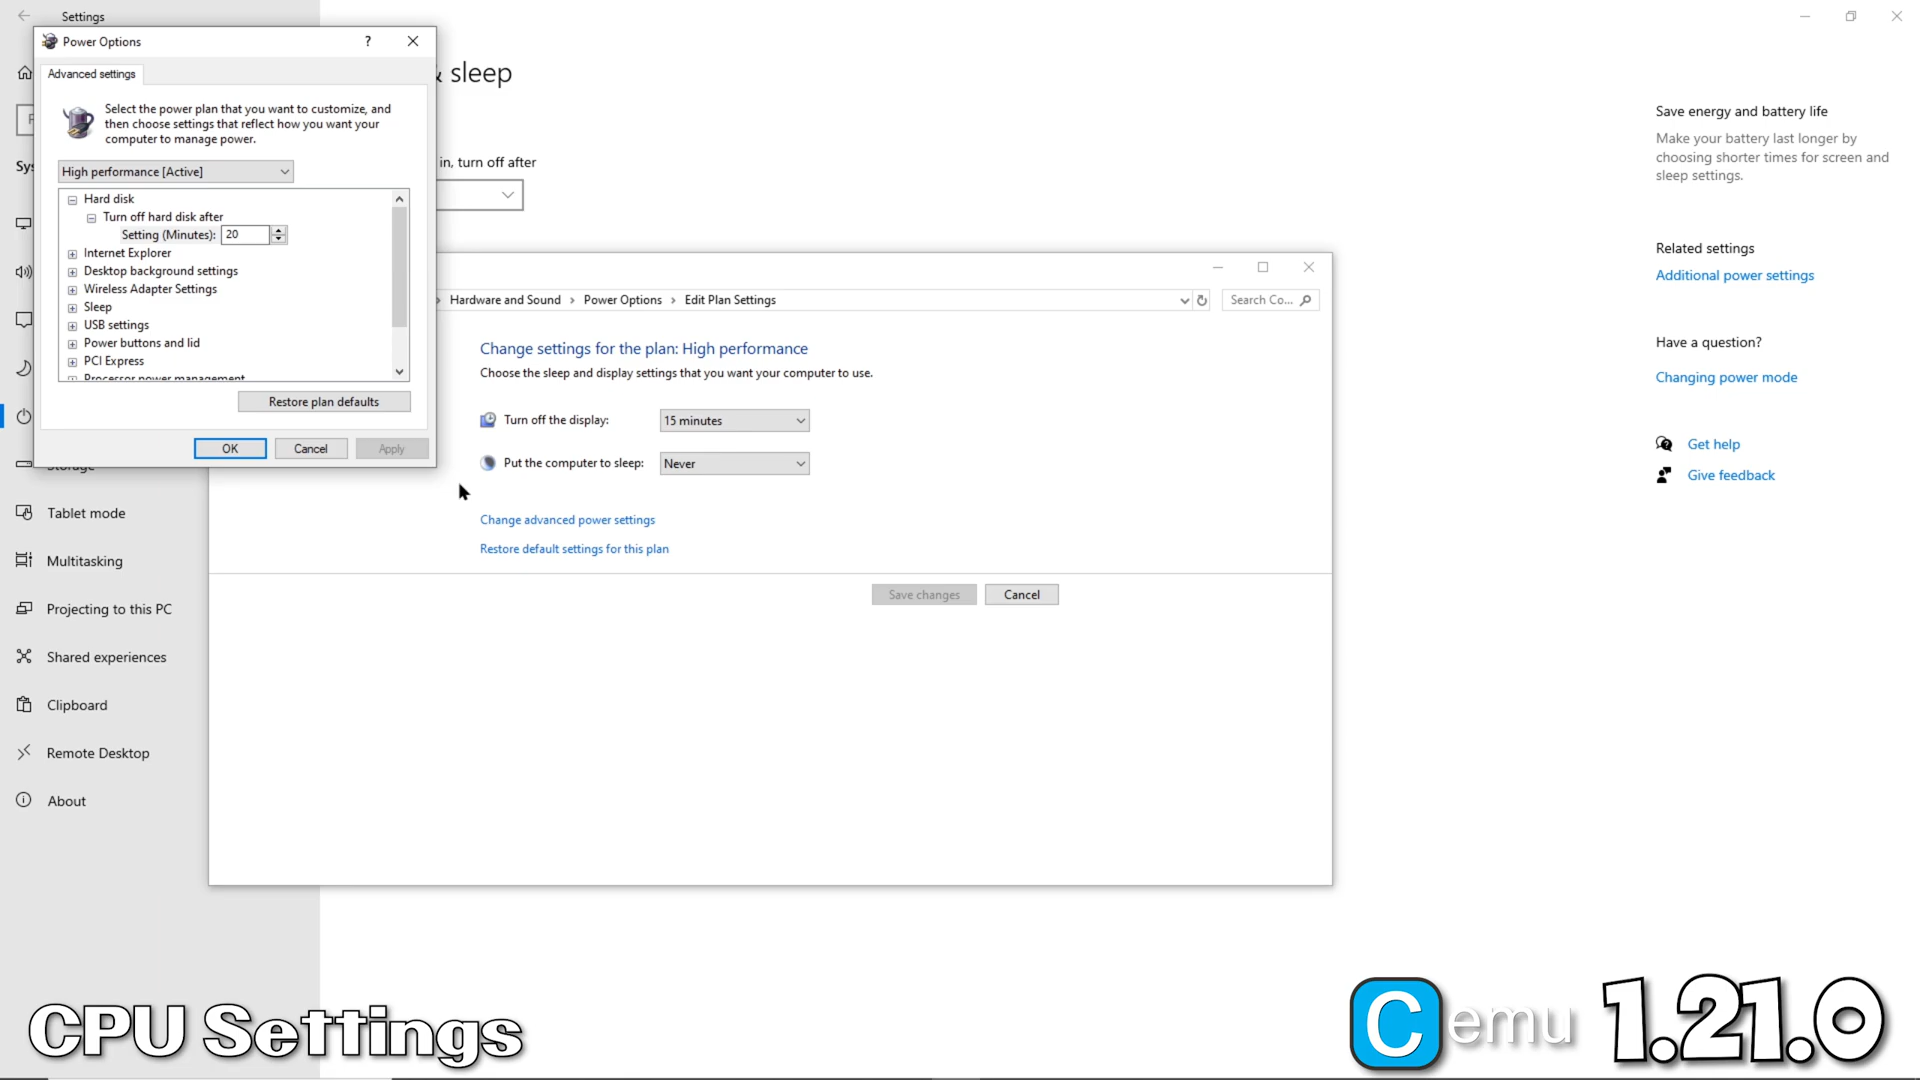 Settings
Power Options
?
Advanced settings
Select the power plan that you want to customize, and
then choose settings that reflect how you want your
computer to manage power.
High performance [Active]
Hard disk
Turn off hard disk after
Setting (Minutes): 20
Internet Explorer
Desktop background settings
Wireless Adapter Settings
Sleep
USB settings
Power buttons and lid
PCI Express
Processor power management
Restore plan defaults
OK
Cancel
Apply
& sleep
in, turn off after
Sys
Storage
Tablet mode
Multitasking
Projecting to this PC
Shared experiences
Clipboard
Remote Desktop
About
Hardware and Sound > Power Options > Edit Plan Settings
Search Co...
Change settings for the plan: High performance
Choose the sleep and display settings that you want your computer to use.
Turn off the display: 15 minutes
Put the computer to sleep: Never
Change advanced power settings
Restore default settings for this plan
Save changes
Cancel
Save energy and battery life
Make your battery last longer by
choosing shorter times for screen and
sleep settings.
Related settings
Additional power settings
Have a question?
Changing power mode
Get help
Give feedback
CPU Settings
Cemu 1.21.0